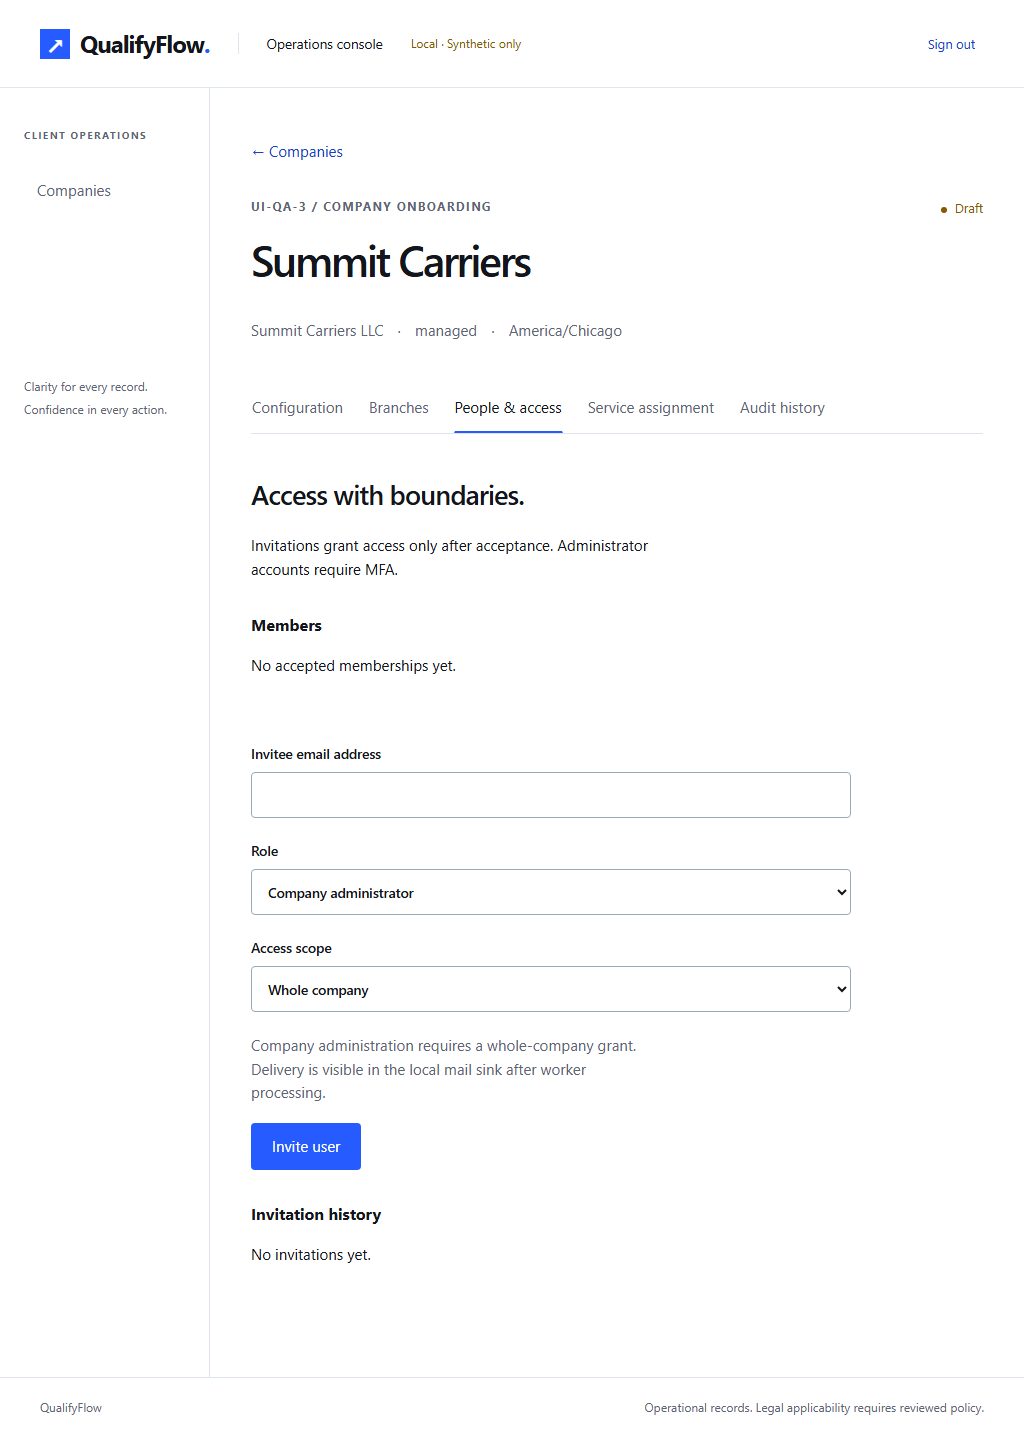 QualifyFlow.
Operations console
Local · Synthetic only
Sign out
CLIENT OPERATIONS
Companies
Clarity for every record.
Confidence in every action.
← Companies
UI-QA-3 / COMPANY ONBOARDING
Draft
Summit Carriers
Summit Carriers LLC · managed · America/Chicago
Configuration
Branches
People & access
Service assignment
Audit history
Access with boundaries.
Invitations grant access only after acceptance. Administrator
accounts require MFA.
Members
No accepted memberships yet.
Invitee email address
Role
Company administrator
Access scope
Whole company
Company administration requires a whole-company grant.
Delivery is visible in the local mail sink after worker
processing.
Invite user
Invitation history
No invitations yet.
QualifyFlow
Operational records. Legal applicability requires reviewed policy.